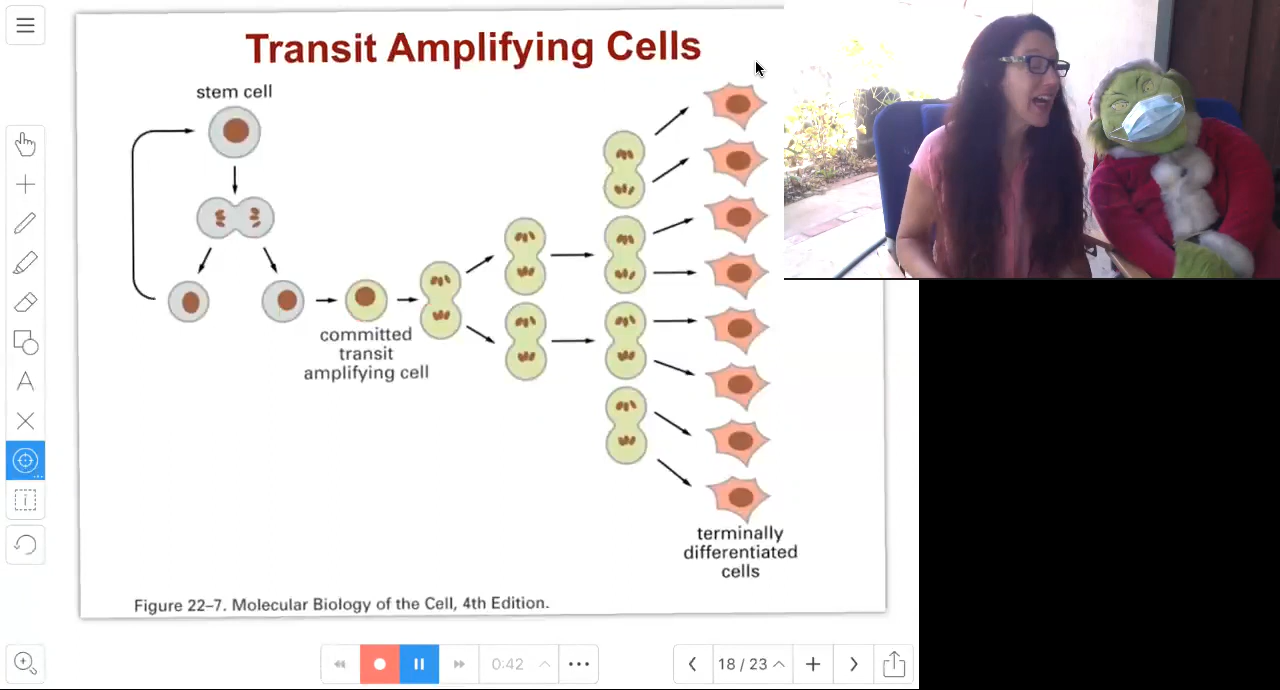 Transit Amplifying Cells
stem cell
committed
transit
amplifying cell
terminally
differentiated
cells
Figure 22–7. Molecular Biology of the Cell, 4th Edition.
A
0:42
18 / 23